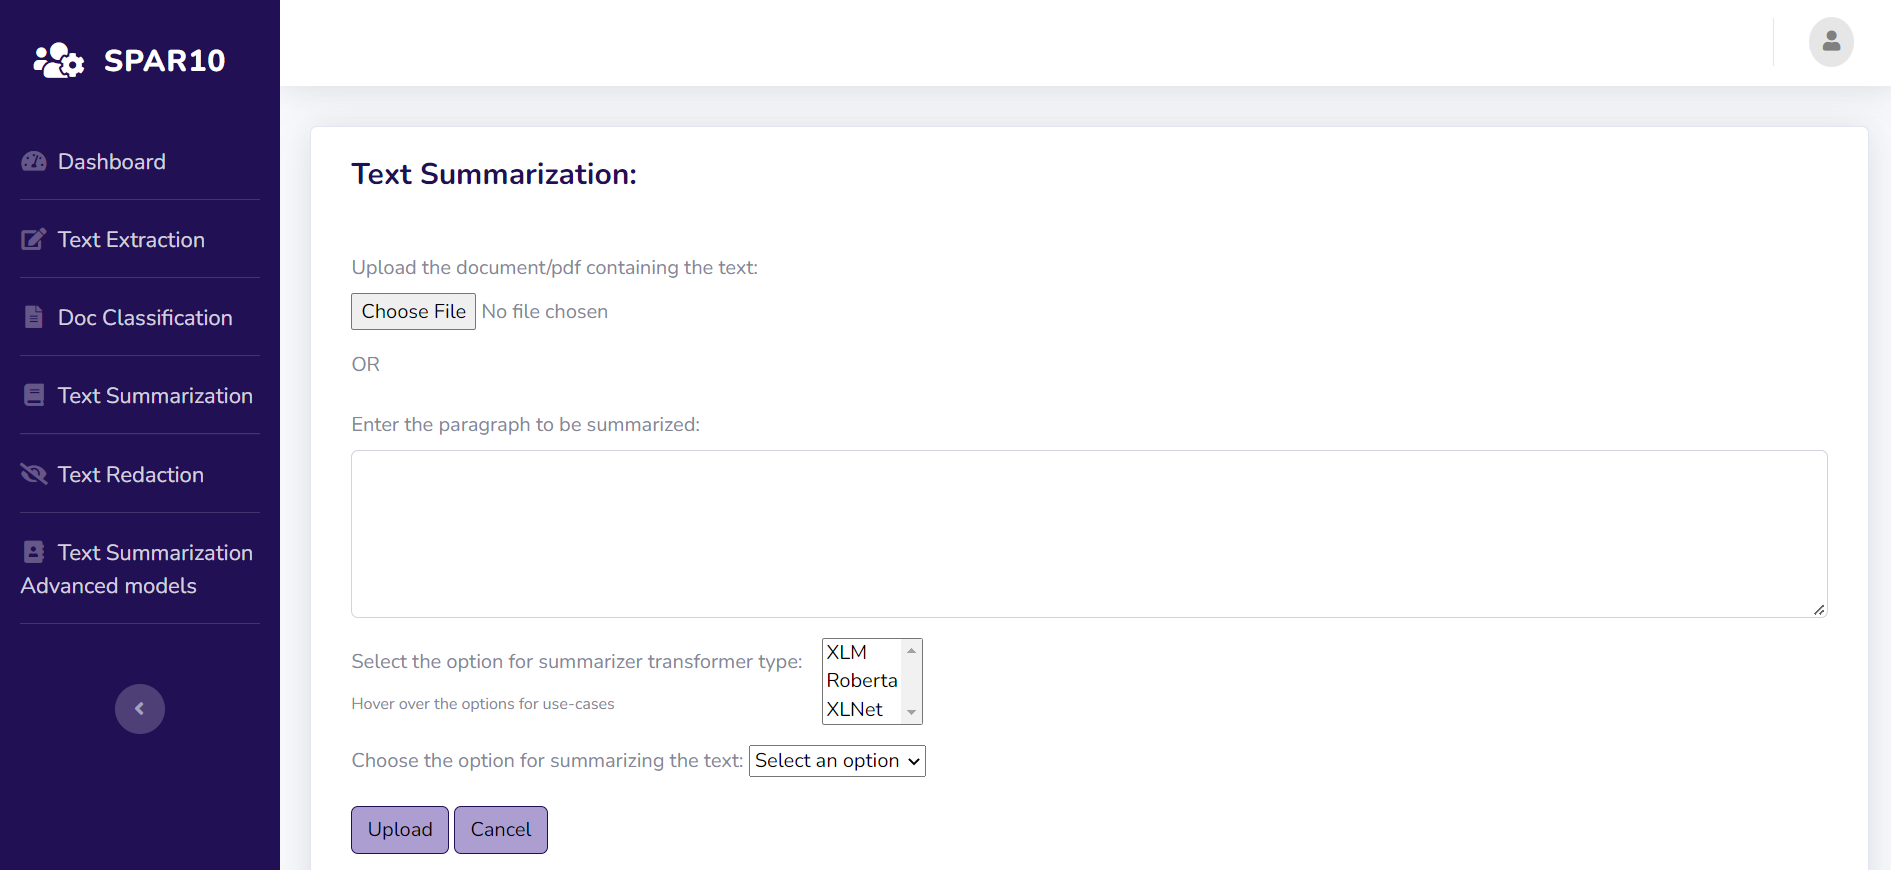 SPAR10
Dashboard
Text Extraction
Doc Classification
Text Summarization
Text Redaction
Text Summarization
Advanced models
Text Summarization:
Upload the document/pdf containing the text:
Choose File No file chosen
OR
Enter the paragraph to be summarized:
Select the option for summarizer transformer type:
Hover over the options for use-cases
XLM
Roberta
XLNet
Choose the option for summarizing the text: Select an option
Upload Cancel